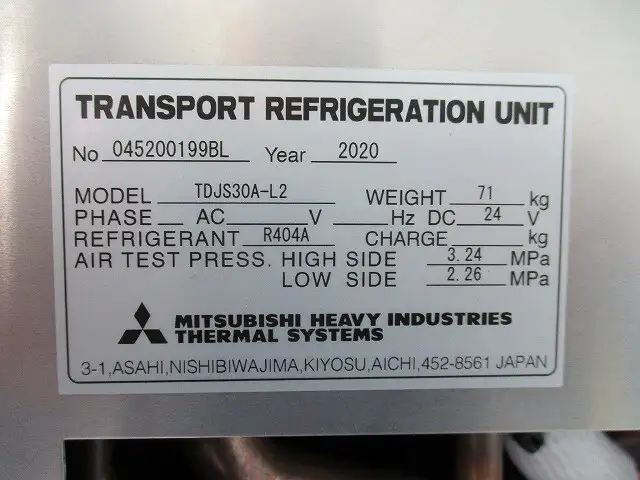 TRANSPORT REFRIGERATION UNIT
No 045200199BL Year 2020
MODEL TDJS30A-L2 WEIGHT 71 kg
PHASE AC V Hz DC 24 V
REFRIGERANT R404A CHARGE kg
AIR TEST PRESS. HIGH SIDE 3.24 MPa
LOW SIDE 2.26 MPa
MITSUBISHI HEAVY INDUSTRIES
THERMAL SYSTEMS
3-1,ASAHI,NISHIBIWAJIMA,KIYOSU,AICHI,452-8561 JAPAN